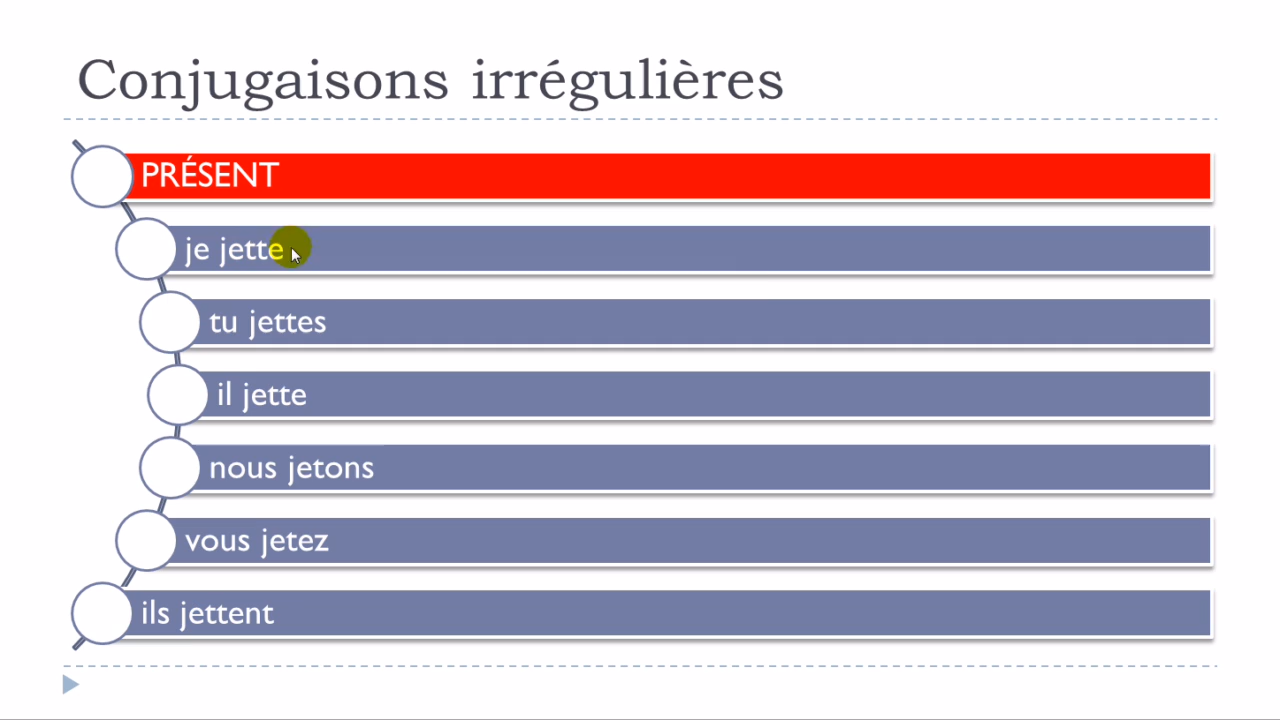 Conjugaisons irrégulières
PRÉSENT
je jette
tu jettes
il jette
nous jetons
vous jetez
ils jettent